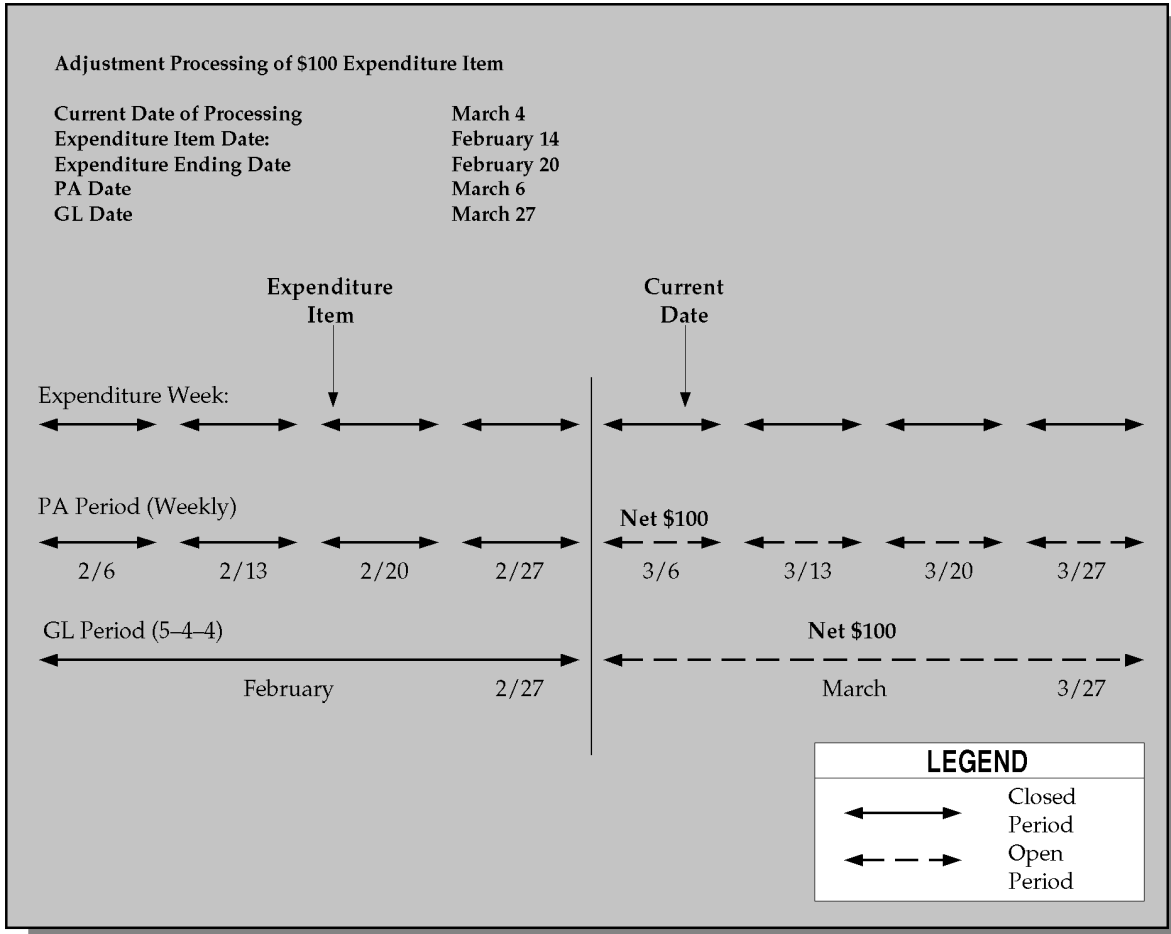 Adjustment Processing of $100 Expenditure Item
Current Date of Processing March 4
Expenditure Item Date: February 14
Expenditure Ending Date February 20
PA Date March 6
GL Date March 27
Expenditure
Item
Current
Date
Expenditure Week:
PA Period (Weekly)
Net $100
2/6 2/13 2/20 2/27 3/6 3/13 3/20 3/27
GL Period (5–4–4)
Net $100
February 2/27 March 3/27
LEGEND
Closed
Period
Open
Period